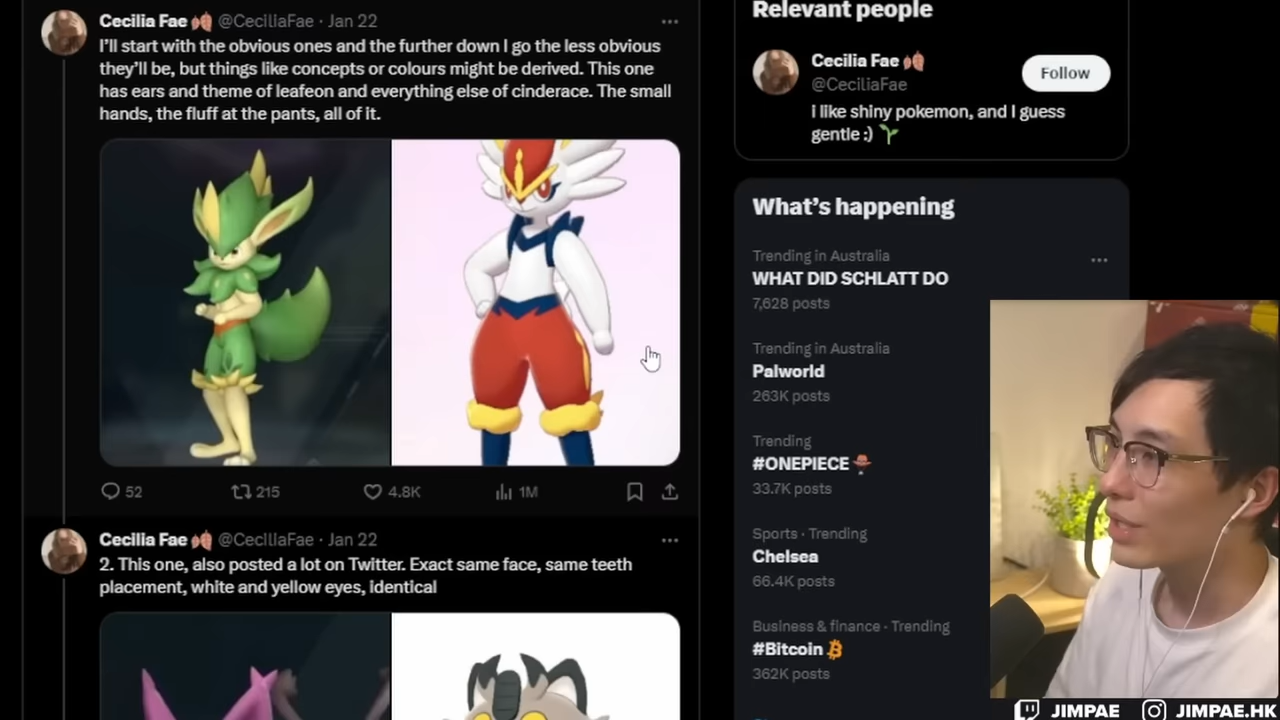 Cecilia Fae 🍂 @CeciliaFae · Jan 22
I'll start with the obvious ones and the further down I go the less obvious
they'll be, but things like concepts or colours might be derived. This one
has ears and theme of leafeon and everything else of cinderace. The small
hands, the fluff at the pants, all of it.
52
215
4.8K
1M
Cecilia Fae 🍂 @CeciliaFae · Jan 22
2. This one, also posted a lot on Twitter. Exact same face, same teeth
placement, white and yellow eyes, identical
Relevant people
Cecilia Fae 🍂
@CeciliaFae
Follow
i like shiny pokemon, and I guess
gentle :) 🌱
What's happening
Trending in Australia
WHAT DID SCHLATT DO
7,628 posts
Trending in Australia
Palworld
263K posts
Trending
#ONEPIECE
33.7K posts
Sports · Trending
Chelsea
66.4K posts
Business & finance · Trending
#Bitcoin
362K posts
JIMPAE
JIMPAE.HK